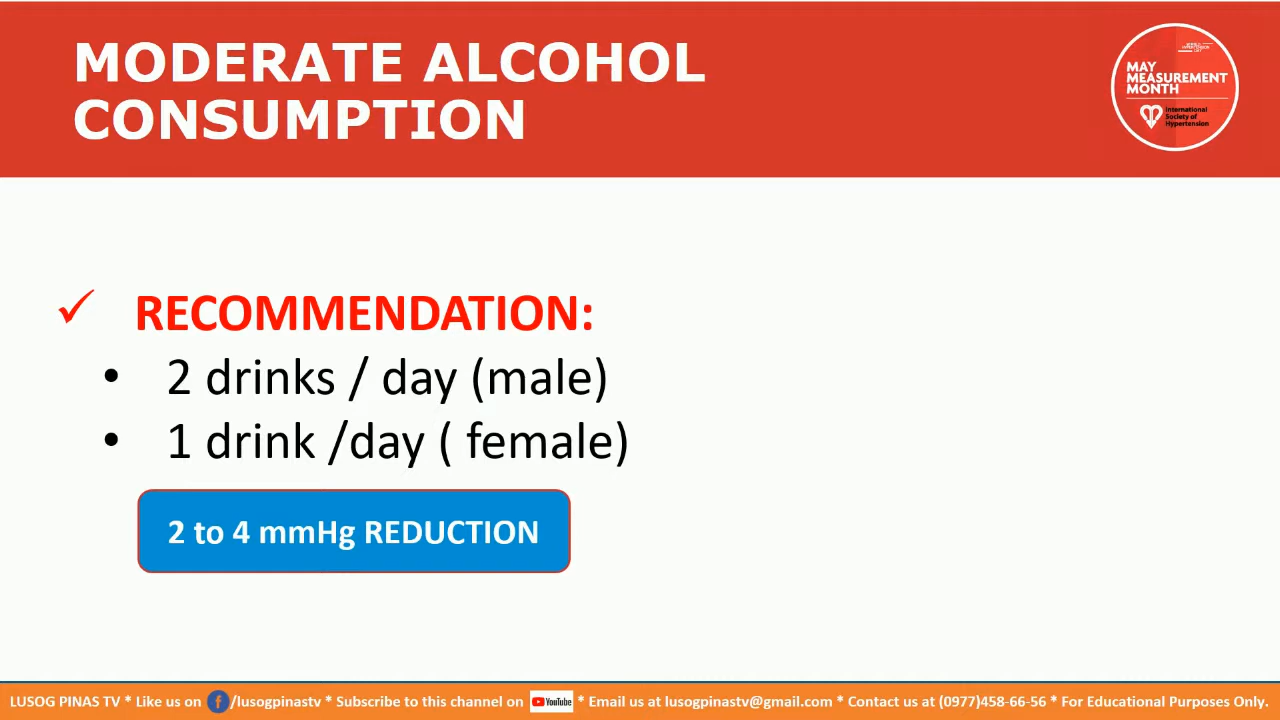 MODERATE ALCOHOL
CONSUMPTION
MAY
MEASUREMENT
MONTH
International
Society of
Hypertension
✓ RECOMMENDATION:
• 2 drinks / day (male)
• 1 drink /day ( female)
2 to 4 mmHg REDUCTION
LUSOG PINAS TV * Like us on f/lusogpinastv * Subscribe to this channel on YouTube * Email us at lusogpinastv@gmail.com * Contact us at (0977)458-66-56 * For Educational Purposes Only.